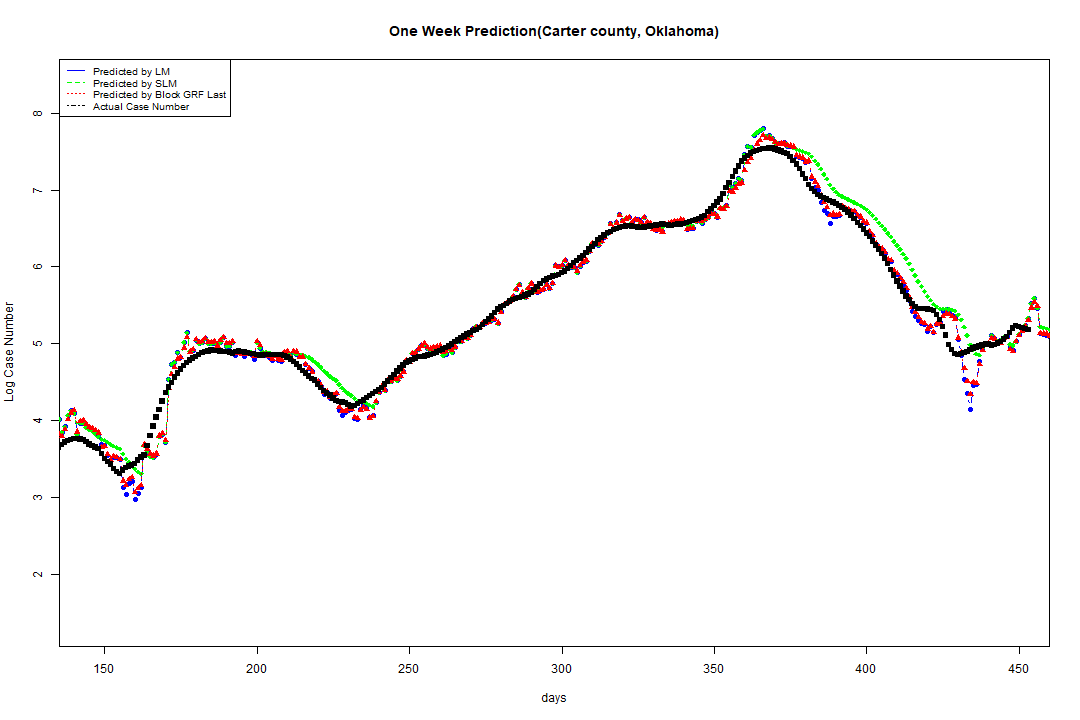 One Week Prediction(Carter county, Oklahoma)
Predicted by LM
Predicted by SLM
Predicted by Block GRF Last
Actual Case Number
8
7
6
5
4
3
2
Log Case Number
150 200 250 300 350 400 450
days